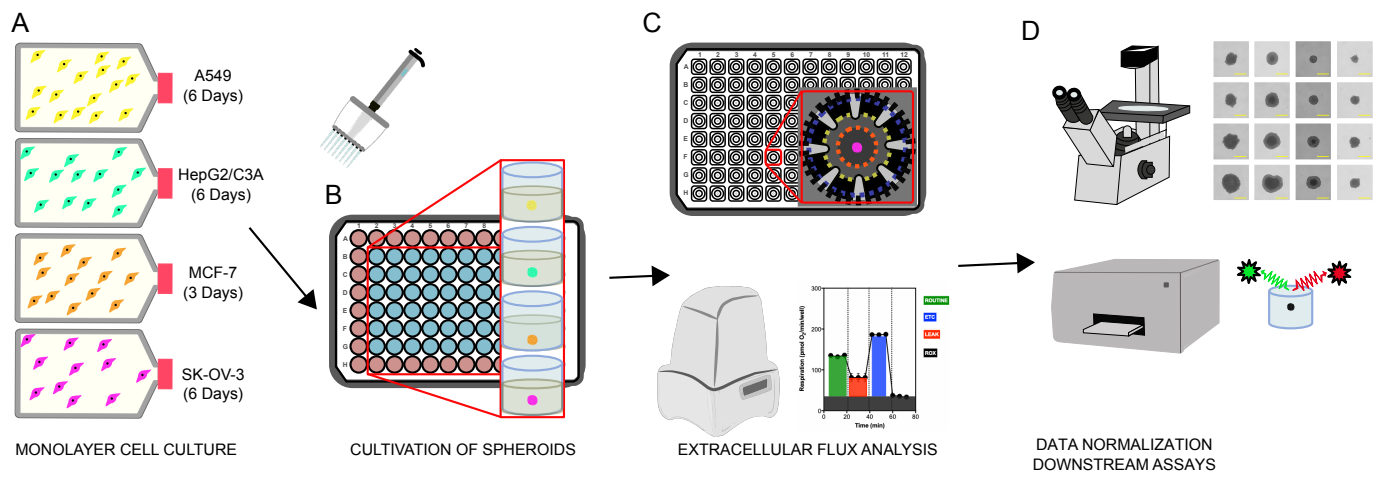 A
A549
(6 Days)
HepG2/C3A
(6 Days)
MCF-7
(3 Days)
SK-OV-3
(6 Days)
MONOLAYER CELL CULTURE
B
1 2 3 4 5 6 7 8
A
B
C
D
E
F
G
H
CULTIVATION OF SPHEROIDS
C
1 2 3 4 5 6 7 8 9 10 11 12
A
B
C
D
E
F
G
H
300
200
100
0
0 20 40 60 80
Respiration (pmol O2/min/well)
Time (min)
ROUTINE
ETC
LEAK
ROX
EXTRACELLULAR FLUX ANALYSIS
D
DATA NORMALIZATION
DOWNSTREAM ASSAYS